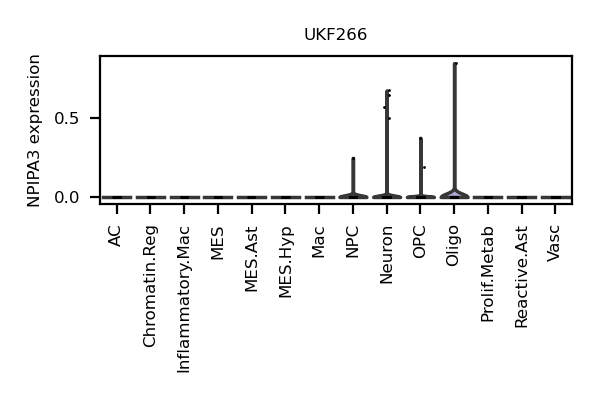 UKF266
NPIPA3 expression
0.5
0.0
AC
Chromatin.Reg
Inflammatory.Mac
MES
MES.Ast
MES.Hyp
Mac
NPC
Neuron
OPC
Oligo
Prolif.Metab
Reactive.Ast
Vasc